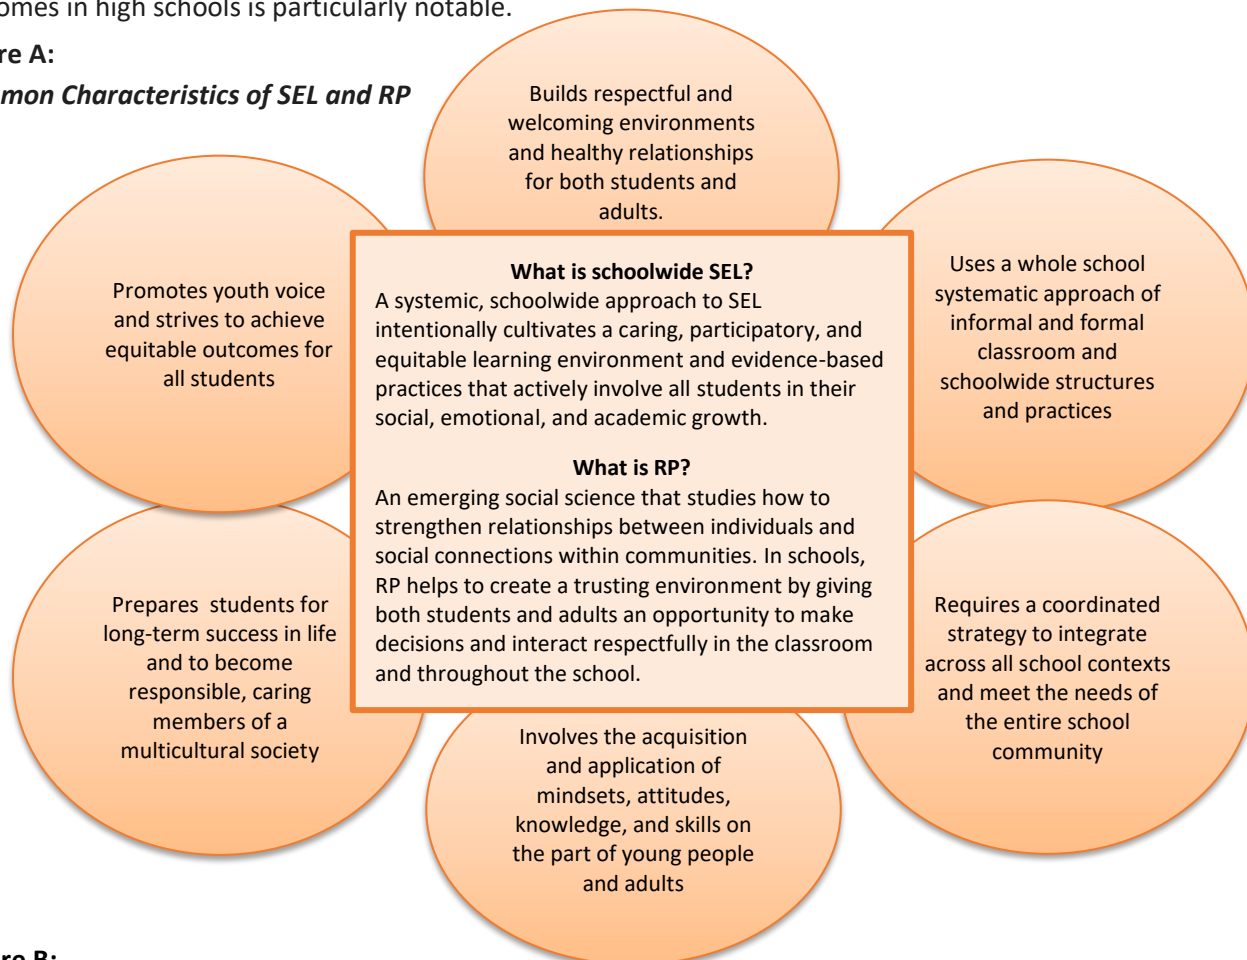 omes in high schools is particularly notable.
re A:
mon Characteristics of SEL and RP
Builds respectful and
welcoming environments
and healthy relationships
for both students and
adults.
Promotes youth voice
and strives to achieve
equitable outcomes for
all students
What is schoolwide SEL?
A systemic, schoolwide approach to SEL
intentionally cultivates a caring, participatory, and
equitable learning environment and evidence-based
practices that actively involve all students in their
social, emotional, and academic growth.
What is RP?
An emerging social science that studies how to
strengthen relationships between individuals and
social connections within communities. In schools,
RP helps to create a trusting environment by giving
both students and adults an opportunity to make
decisions and interact respectfully in the classroom
and throughout the school.
Uses a whole school
systematic approach of
informal and formal
classroom and
schoolwide structures
and practices
Prepares students for
long-term success in life
and to become
responsible, caring
members of a
multicultural society
Requires a coordinated
strategy to integrate
across all school contexts
and meet the needs of
the entire school
community
Involves the acquisition
and application of
mindsets, attitudes,
knowledge, and skills on
the part of young people
and adults
re B: